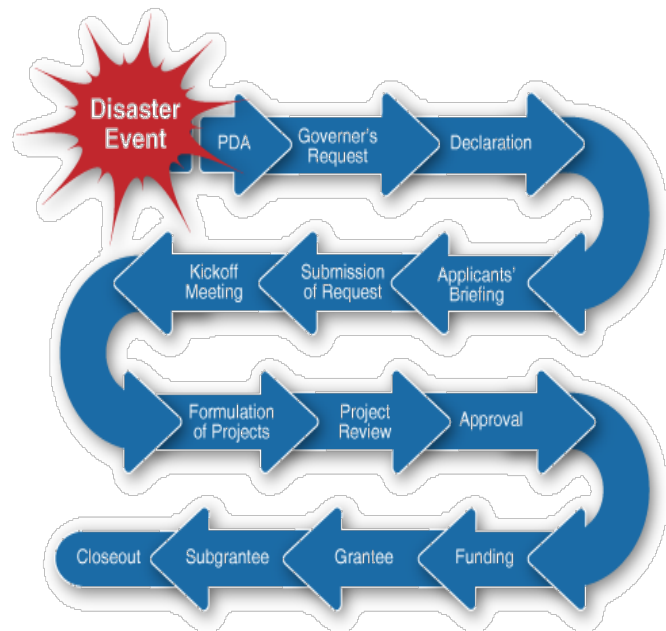 Disaster
Event
PDA
Governer's
Request
Declaration
Applicants'
Briefing
Submission
of Request
Kickoff
Meeting
Formulation
of Projects
Project
Review
Approval
Funding
Grantee
Subgrantee
Closeout